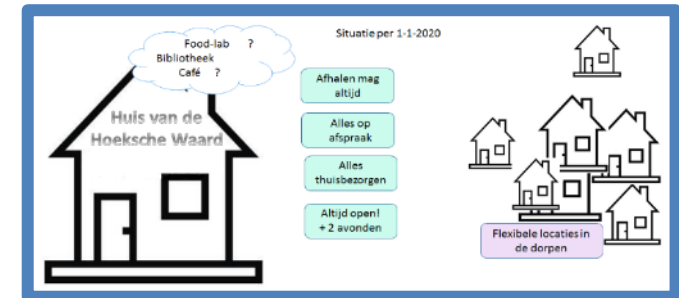 Situatie per 1-1-2020
Food-lab ?
Bibliotheek
Café ?
Huis van de
Hoeksche Waard
Afhalen mag
altijd
Alles op
afspraak
Alles
thuisbezorgen
Altijd open!
+ 2 avonden
Flexibele locaties in
de dorpen